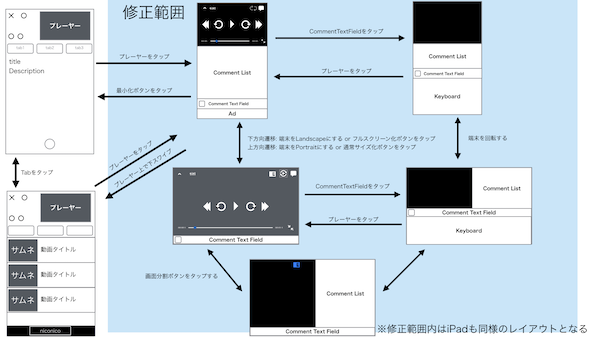 修正範囲
プレーヤー
tab1
tab2
tab3
title
Description
プレーヤーをタップ
最小化ボタンをタップ
Comment List
Comment Text Field
Ad
CommentTextFieldをタップ
プレーヤーをタップ
Comment List
Comment Text Field
Keyboard
Tabをタップ
プレーヤーをタップ
プレーヤー上で下スワイプ
下方向遷移: 端末をLandscapeにする or フルスクリーン化ボタンをタップ
上方向遷移: 端末をPortraitにする or 通常サイズ化ボタンをタップ
端末を回転する
プレーヤー
サムネ 動画タイトル
サムネ 動画タイトル
サムネ 動画タイトル
niconico
Comment Text Field
CommentTextFieldをタップ
プレーヤーをタップ
Comment List
Comment Text Field
Keyboard
画面分割ボタンをタップする
Comment List
Comment Text Field
※修正範囲内はiPadも同様のレイアウトとなる